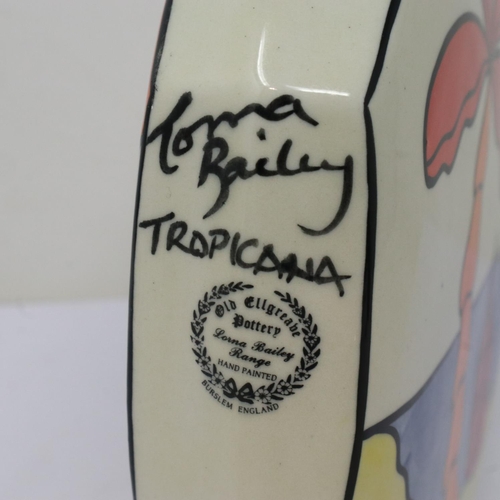 Lorna
Bailey
TROPICANA
Old Ellgreave
Pottery
Lorna Bailey
Range
HAND PAINTED
BURSLEM ENGLAND